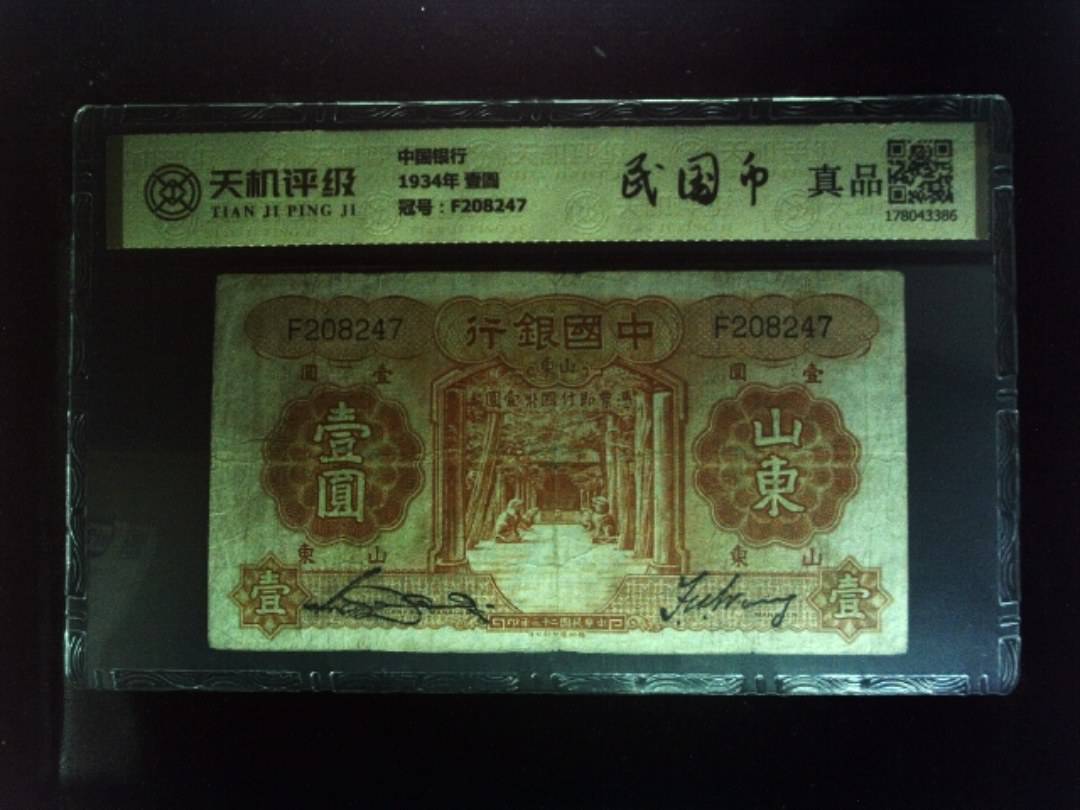 天机评级
TIAN JI PING JI
中国银行
1934年 壹圆
冠号：F208247
民国币
真品
178043386
F208247
行銀國中
F208247
東山
圓一壹
圓一壹
壹圓
山東
東山
東山
壹
壹